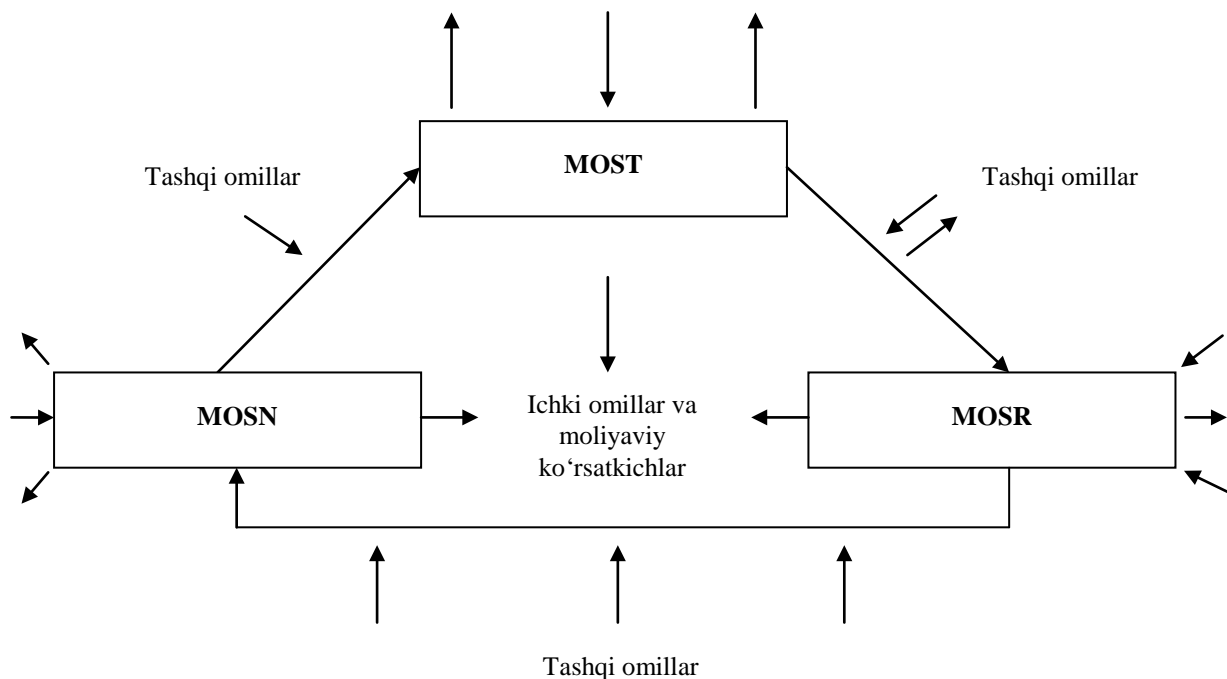 MOST
Tashqi omillar
Tashqi omillar
MOSN
Ichki omillar va
moliyaviy
ko‘rsatkichlar
MOSR
Tashqi omillar